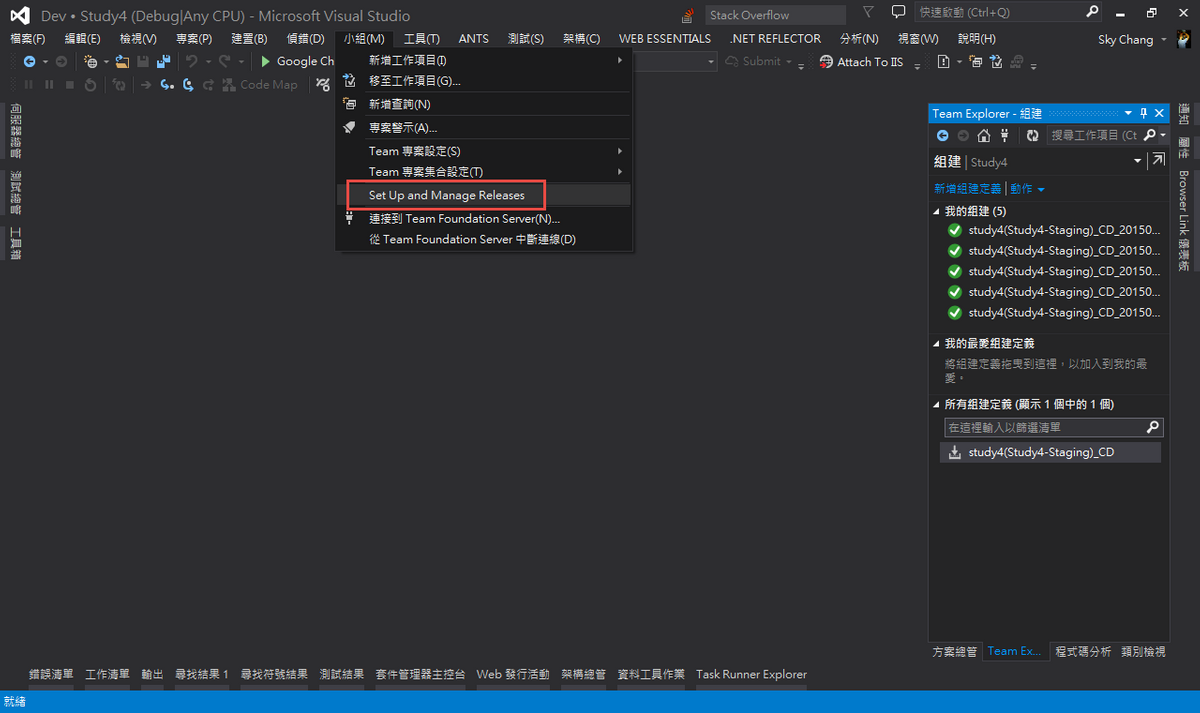 Dev • Study4 (Debug|Any CPU) - Microsoft Visual Studio
Stack Overflow
快速啟動 (Ctrl+Q)
檔案(F) 編輯(E) 檢視(V) 專案(P) 建置(B) 偵錯(D) 小組(M) 工具(T) ANTS 測試(S) 架構(C) WEB ESSENTIALS .NET REFLECTOR 分析(N) 視窗(W) 說明(H) Sky Chang
Google Ch
Submit
Attach To IIS
Code Map
新增工作項目(I)
移至工作項目(G)...
新增查詢(N)
專案警示(A)...
Team 專案設定(S)
Team 專案集合設定(T)
Set Up and Manage Releases
連接到 Team Foundation Server(N)...
從 Team Foundation Server 中斷連線(D)
伺服器總管
測試總管
工具箱
Team Explorer - 組建
搜尋工作項目 (Ct
組建 | Study4
新增組建定義 | 動作
我的組建 (5)
study4(Study4-Staging)_CD_20150...
study4(Study4-Staging)_CD_20150...
study4(Study4-Staging)_CD_20150...
study4(Study4-Staging)_CD_20150...
study4(Study4-Staging)_CD_20150...
我的最愛組建定義
將組建定義拖曳到這裡，以加入到我的最
愛。
所有組建定義 (顯示 1 個中的 1 個)
在這裡輸入以篩選清單
study4(Study4-Staging)_CD
方案總管 Team Ex... 程式碼分析 類別檢視
通知
屬性
Browser Link 儀表板
錯誤清單 工作清單 輸出 尋找結果 1 尋找符號結果 測試結果 套件管理器主控台 Web 發行活動 架構總管 資料工具作業 Task Runner Explorer
就緒